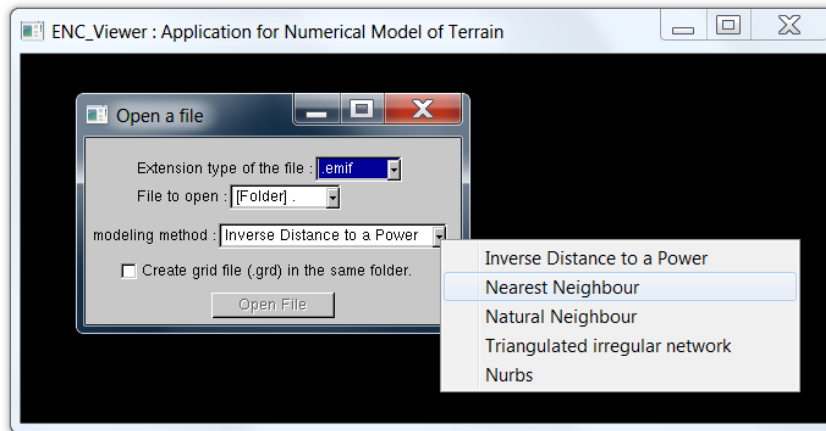 ENC_Viewer : Application for Numerical Model of Terrain
Open a file
Extension type of the file : .emif
File to open : [Folder] .
modeling method : Inverse Distance to a Power
Create grid file (.grd) in the same folder.
Open File
Inverse Distance to a Power
Nearest Neighbour
Natural Neighbour
Triangulated irregular network
Nurbs